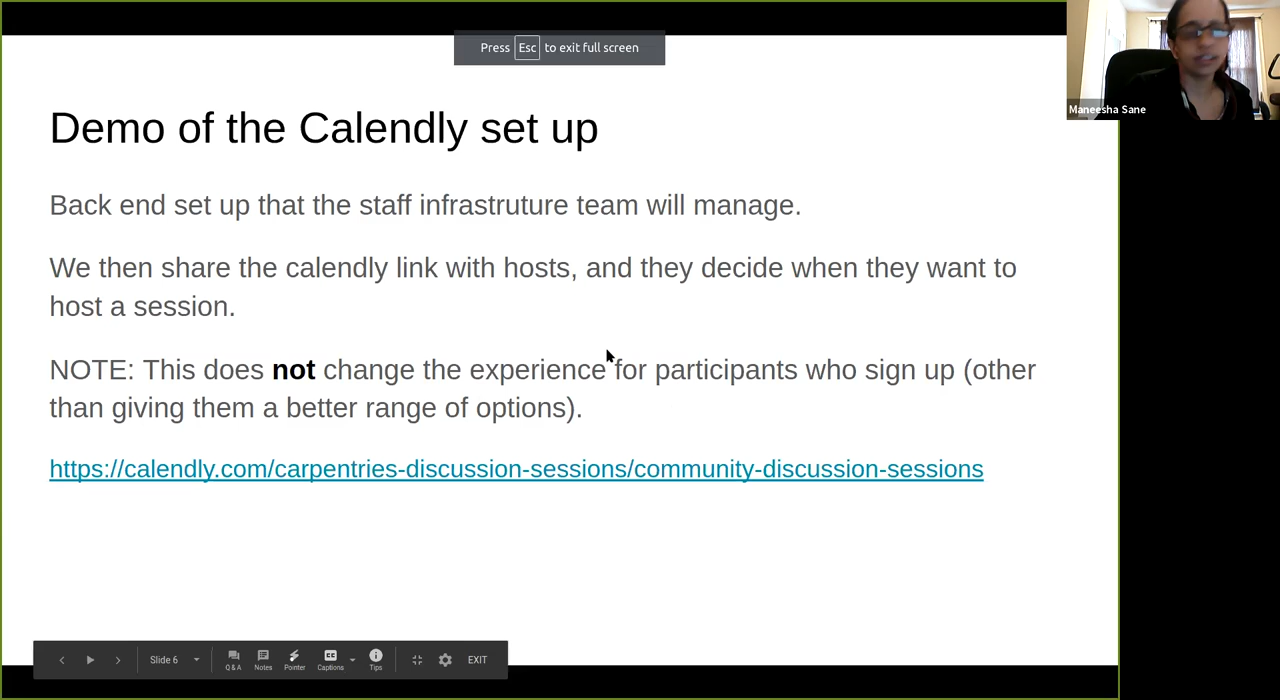 Press Esc to exit full screen
Maneesha Sane
Demo of the Calendly set up
Back end set up that the staff infrastruture team will manage.
We then share the calendly link with hosts, and they decide when they want to
host a session.
NOTE: This does not change the experience for participants who sign up (other
than giving them a better range of options).
https://calendly.com/carpentries-discussion-sessions/community-discussion-sessions
Slide 6
Q & A
Notes
Pointer
Captions
Tips
EXIT